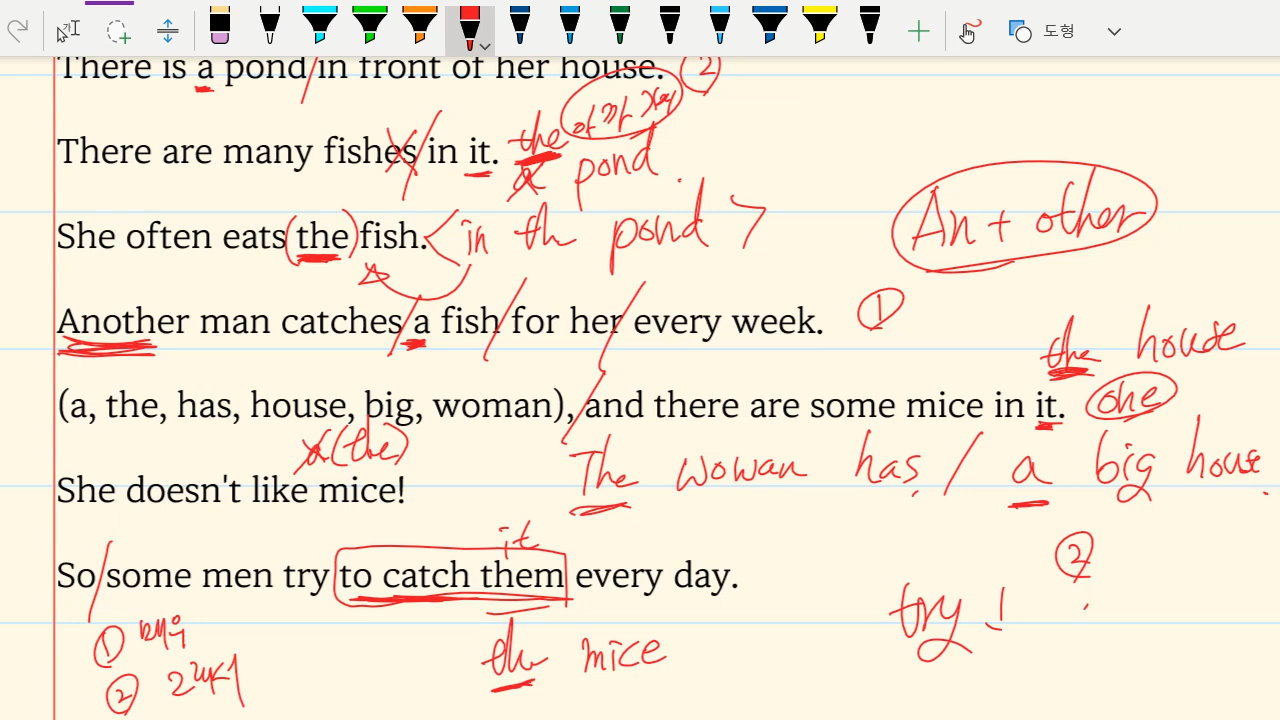 도형
There is a pond in front of her house. ②
There are many fishes in it. the a pond
She often eats (the) fish. < in the pond >
An + other
Another man catches a fish for her every week. ①
the house
(a, the, has, house, big, woman), and there are some mice in it. one
a (the)
The wowan has / a big house.
She doesn't like mice!
it
So some men try to catch them every day.
②
try !
①
the mice
②